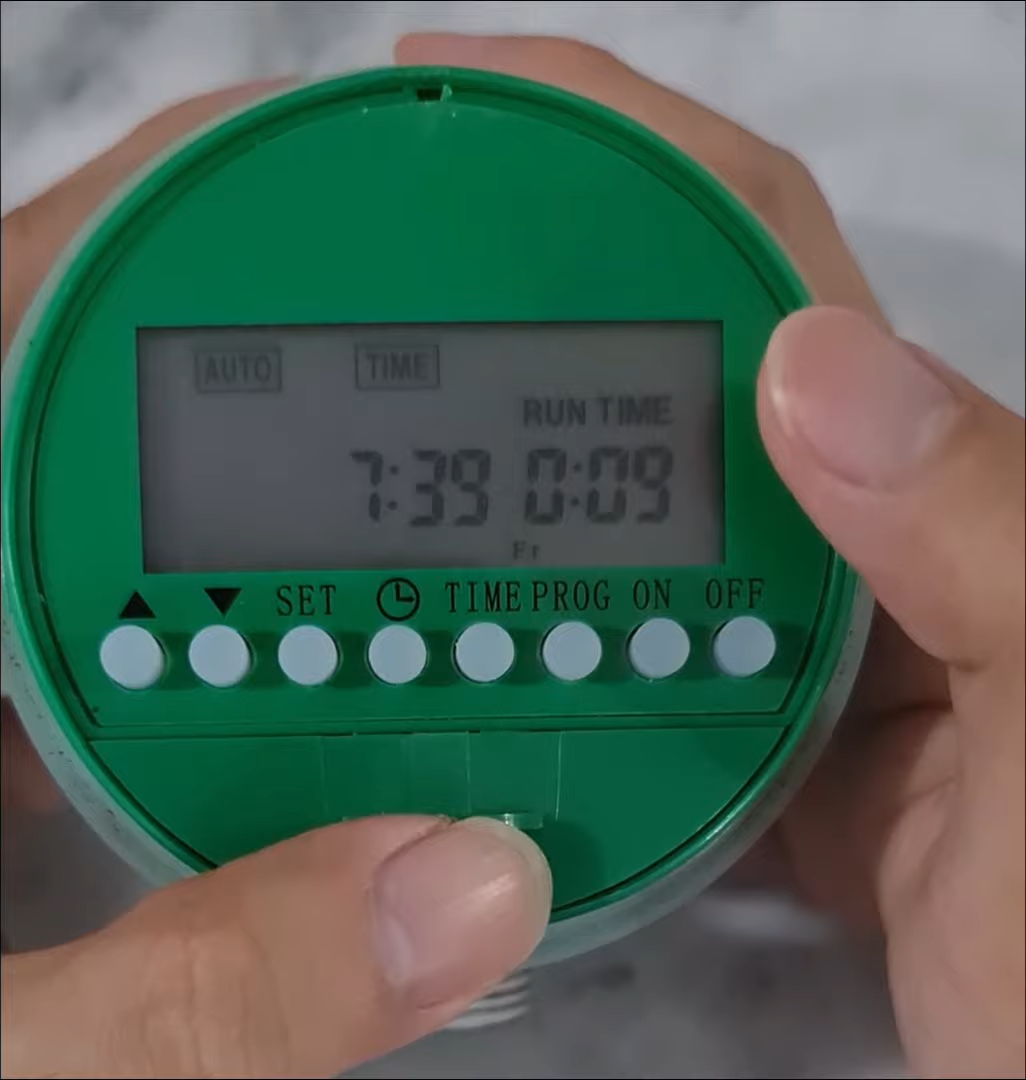 AUTO TIME
RUN TIME
7:39 0:09
Fr
SET TIME PROG ON OFF